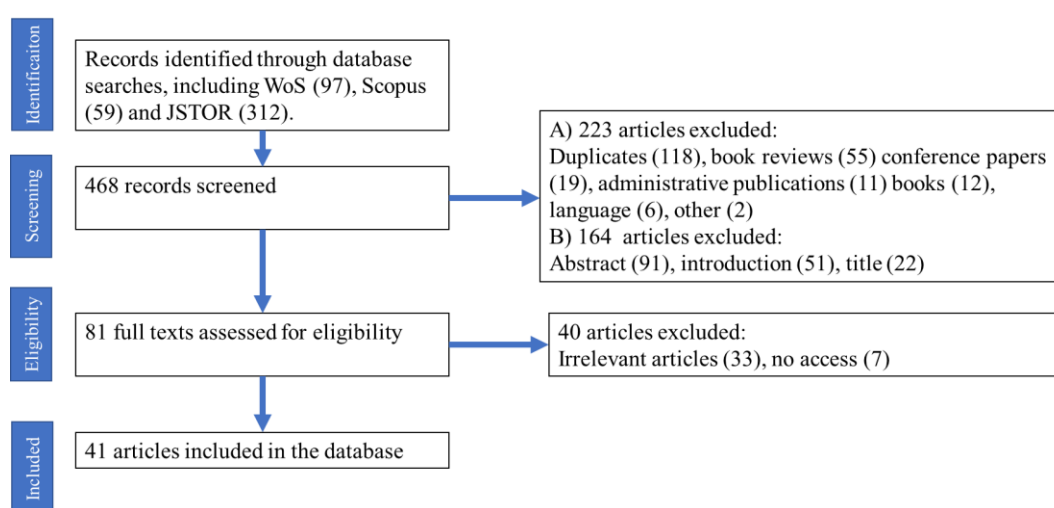 Identificaiton
Records identified through database
searches, including WoS (97), Scopus
(59) and JSTOR (312).
Screening
468 records screened
A) 223 articles excluded:
Duplicates (118), book reviews (55) conference papers
(19), administrative publications (11) books (12),
language (6), other (2)
B) 164 articles excluded:
Abstract (91), introduction (51), title (22)
Eligibility
81 full texts assessed for eligibility
40 articles excluded:
Irrelevant articles (33), no access (7)
Included
41 articles included in the database